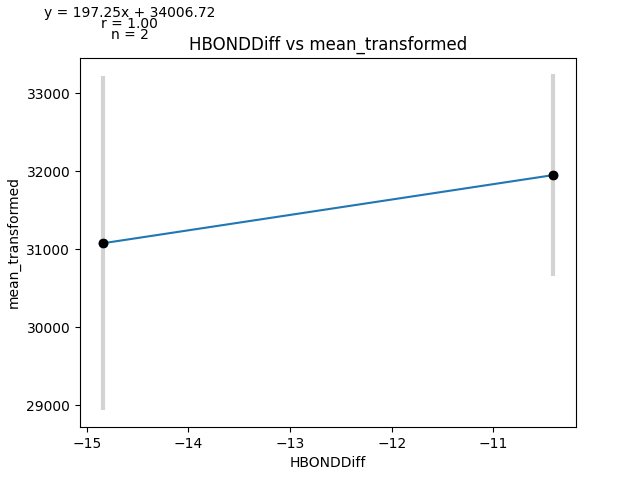 y = 197.25x + 34006.72
r = 1.00
n = 2
HBONDDiff vs mean_transformed
33000
32000
31000
30000
29000
mean_transformed
−15
−14
−13
−12
−11
HBONDDiff